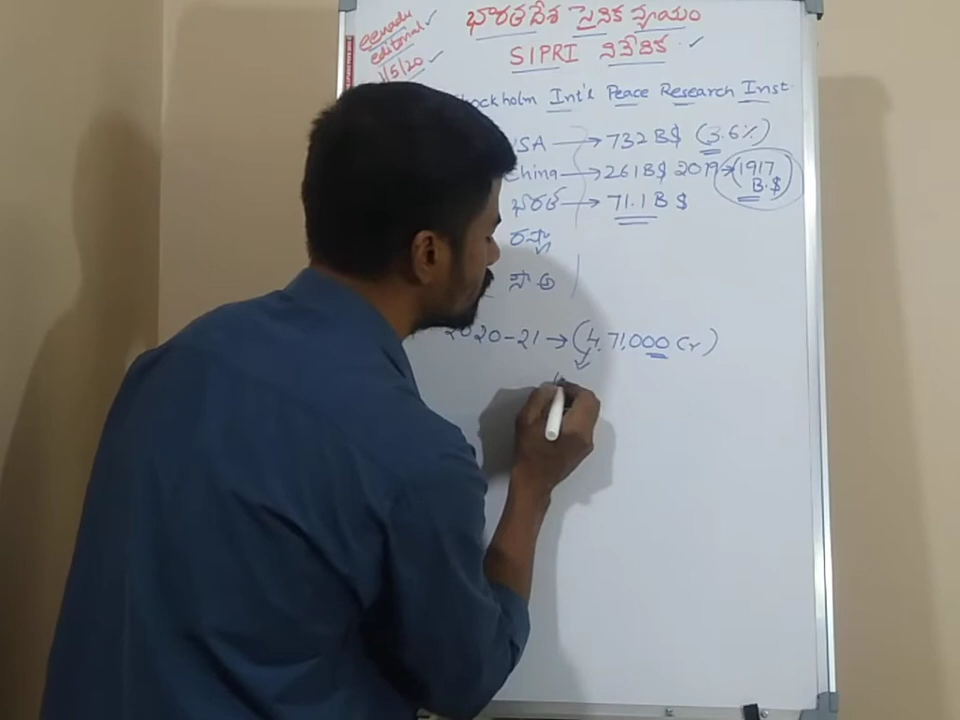 భారతదేశ సైనిక వ్యయం
eenadu
editorial
1/5/20
SIPRI నివేదిక
Stockholm Int'l Peace Research Inst.
USA → 732 B$ (3.6%)
China → 261 B$ 2019 → (1917 B.$)
భారత్ → 71.1 B $
రష్యా
సౌ అ
2020-21 → (4,71,000 Cr)